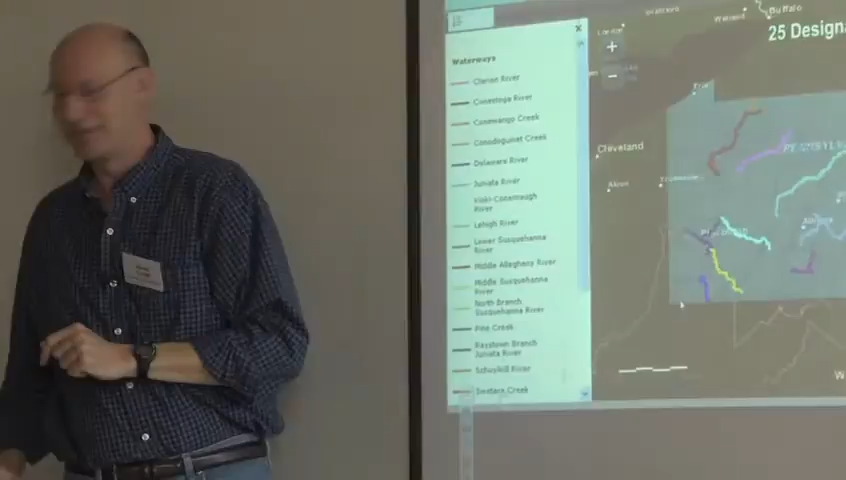 Waterways
Clarion River
Conestoga River
Conewango Creek
Conodoguinet Creek
Delaware River
Juniata River
Kiski-Conemaugh
River
Lehigh River
Lower Susquehanna
River
Middle Allegheny River
Middle Susquehanna
River
North Branch
Susquehanna River
Pine Creek
Raystown Branch
Juniata River
Schuylkill River
Swatara Creek
25 Designa
Buffalo
Welland
Cleveland
Akron